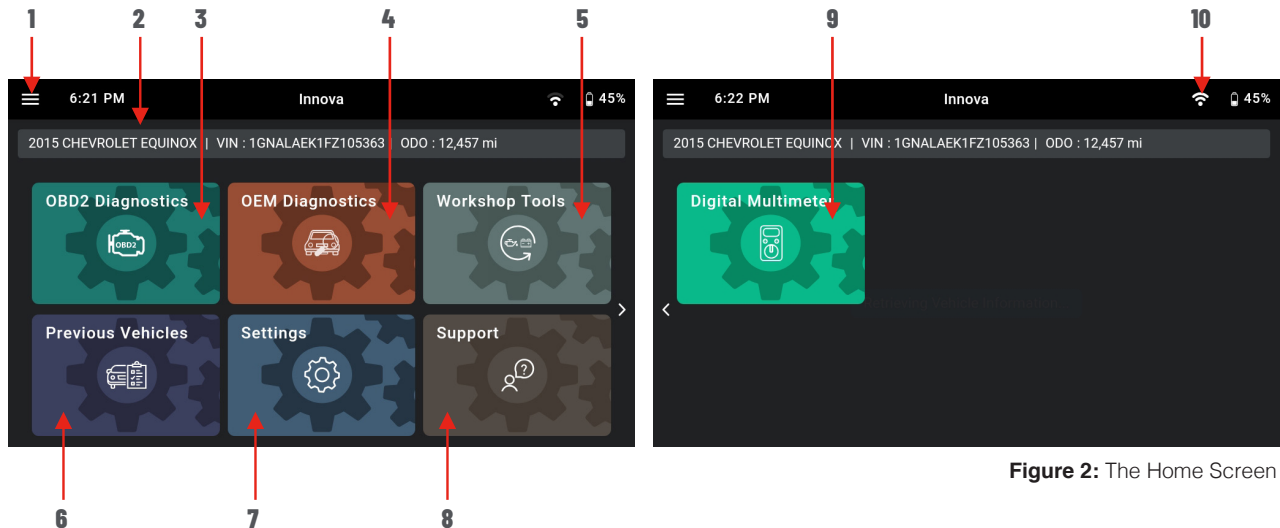 1 2 3 4 5 9 10
6:21 PM Innova 45%
6:22 PM Innova 45%
2015 CHEVROLET EQUINOX | VIN : 1GNALAEK1FZ105363 | ODO : 12,457 mi
2015 CHEVROLET EQUINOX | VIN : 1GNALAEK1FZ105363 | ODO : 12,457 mi
OBD2 Diagnostics OEM Diagnostics Workshop Tools
OBD2
Digital Multimeter
Previous Vehicles Settings Support
?
Figure 2: The Home Screen
6 7 8